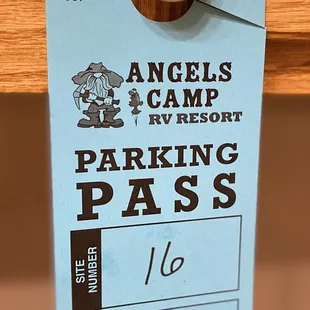 ANGELS
CAMP
RV RESORT
PARKING
PASS
SITE
NUMBER
16